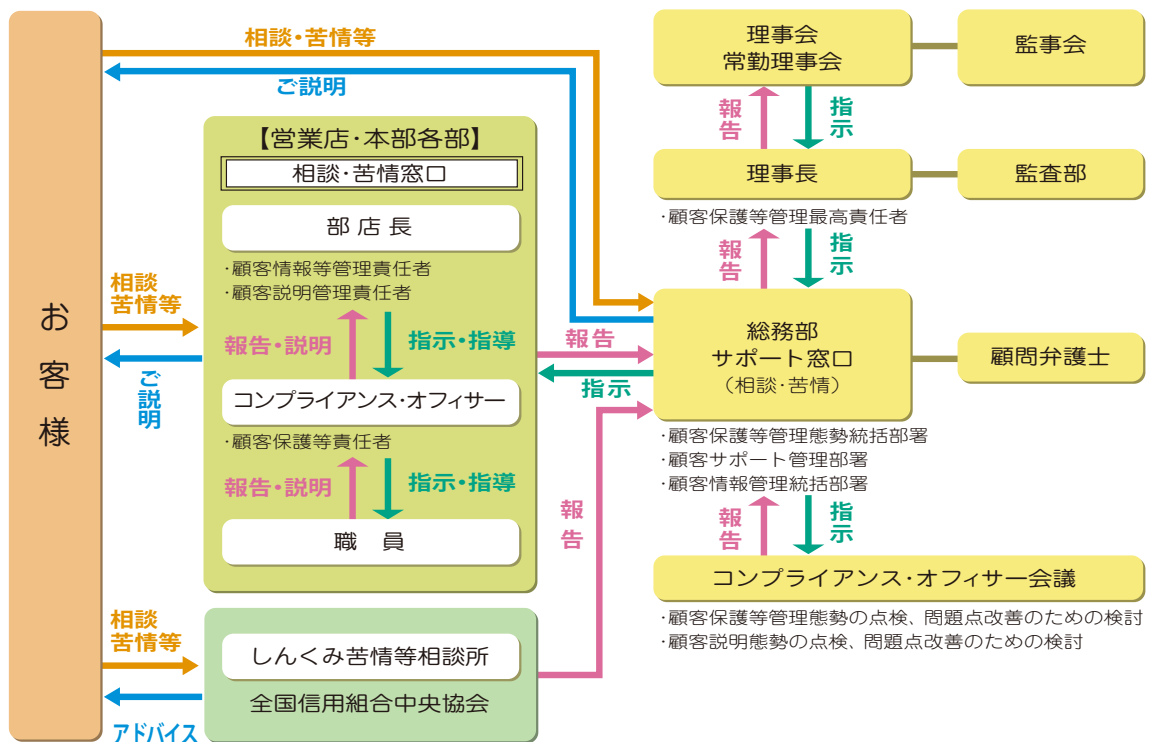 お客様
相談・苦情等
ご説明
【営業店・本部各部】
相談・苦情窓口
部店長
・顧客情報等管理責任者
・顧客説明管理責任者
相談
苦情等
ご説明
報告・説明
指示・指導
コンプライアンス・オフィサー
・顧客保護等責任者
報告・説明
指示・指導
職　員
報告
指示
報告
相談
苦情等
アドバイス
しんくみ苦情等相談所
全国信用組合中央協会
理事会
常勤理事会
監事会
報告
指示
理事長
監査部
・顧客保護等管理最高責任者
報告
指示
総務部
サポート窓口
（相談・苦情）
顧問弁護士
・顧客保護等管理態勢統括部署
・顧客サポート管理部署
・顧客情報管理統括部署
報告
指示
コンプライアンス・オフィサー会議
・顧客保護等管理態勢の点検、問題点改善のための検討
・顧客説明態勢の点検、問題点改善のための検討